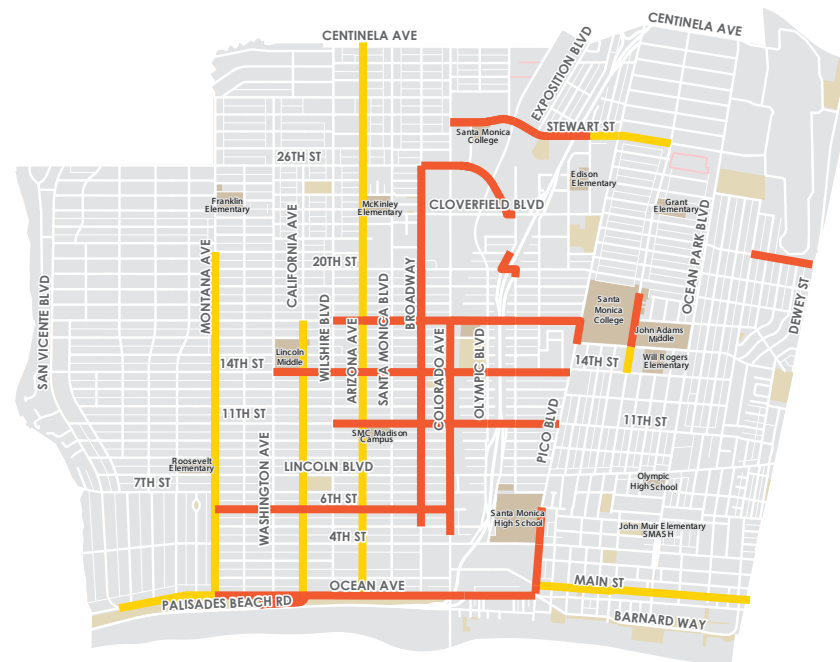 CENTINELA AVE
CENTINELA AVE
EXPOSITION BLVD
STEWART ST
Santa Monica
College
26TH ST
Edison
Elementary
Franklin
Elementary
McKinley
Elementary
CLOVERFIELD BLVD
Grant
Elementary
CALIFORNIA AVE
OCEAN PARK BLVD
MONTANA AVE
20TH ST
BROADWAY
SAN VICENTE BLVD
WILSHIRE BLVD
ARIZONA AVE
SANTA MONICA BLVD
COLORADO AVE
OLYMPIC BLVD
Santa
Monica
College
DEWEY ST
John Adams
Middle
Lincoln
Middle
14TH ST
14TH ST
Will Rogers
Elementary
11TH ST
11TH ST
PICO BLVD
SMC Madison
Campus
WASHINGTON AVE
Roosevelt
Elementary
LINCOLN BLVD
7TH ST
Olympic
High School
6TH ST
Santa Monica
High School
John Muir Elementary
SMASH
4TH ST
OCEAN AVE
MAIN ST
PALISADES BEACH RD
BARNARD WAY